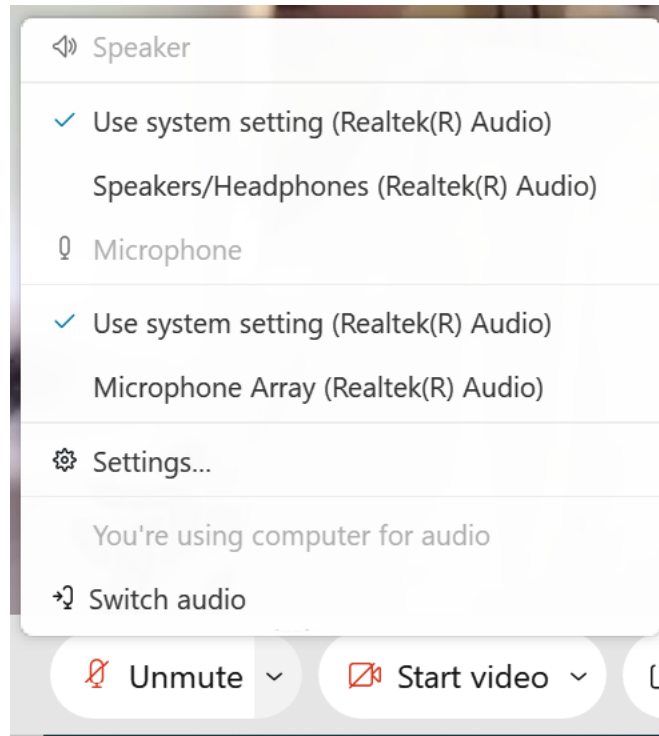 Speaker
Use system setting (Realtek(R) Audio)
Speakers/Headphones (Realtek(R) Audio)
Microphone
Use system setting (Realtek(R) Audio)
Microphone Array (Realtek(R) Audio)
Settings...
You're using computer for audio
Switch audio
Unmute Start video